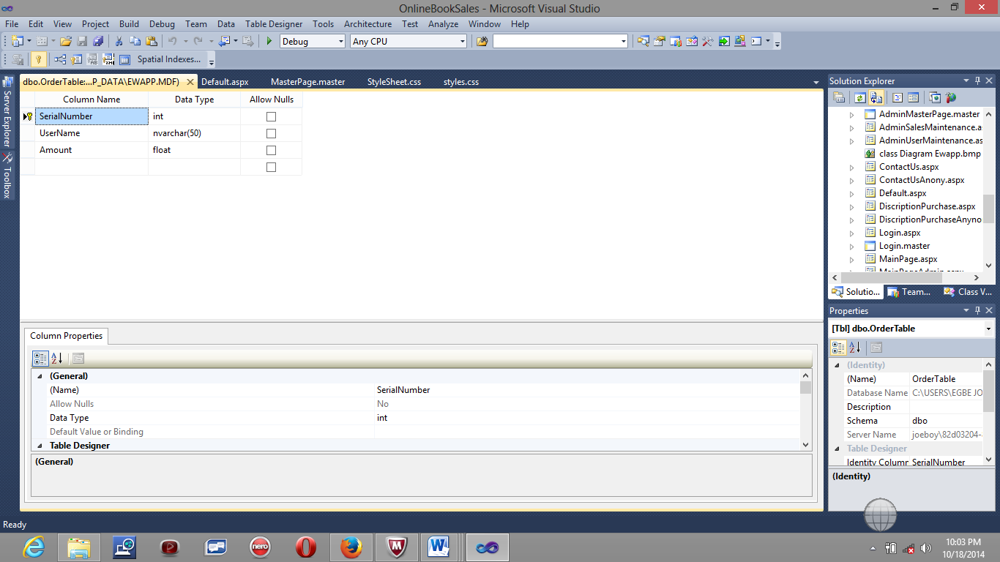 OnlineBookSales - Microsoft Visual Studio
File Edit View Project Build Debug Team Data Table Designer Tools Architecture Test Analyze Window Help
Debug Any CPU
Spatial Indexes...
Server Explorer
Toolbox
dbo.OrderTable:...P_DATA\EWAPP.MDF) Default.aspx MasterPage.master StyleSheet.css styles.css
Column Name Data Type Allow Nulls
SerialNumber int
UserName nvarchar(50)
Amount float
Column Properties
(General)
(Name) SerialNumber
Allow Nulls No
Data Type int
Default Value or Binding
Table Designer
(General)
Solution Explorer
AdminMasterPage.master
AdminSalesMaintenance.as
AdminUserMaintenance.as
class Diagram Ewapp.bmp
ContactUs.aspx
ContactUsAnony.aspx
Default.aspx
DiscriptionPurchase.aspx
DiscriptionPurchaseAnyno
Login.aspx
Login.master
MainPage.aspx
MainPageAdmin.aspx
Solutio... Team... Class V...
Properties
[Tbl] dbo.OrderTable
(Identity)
(Name) OrderTable
Database Name C:\USERS\EGBE JO
Description
Schema dbo
Server Name joeboy\82d03204-
Table Designer
Identity Column SerialNumber
(Identity)
Ready
nero
10:03 PM
10/18/2014